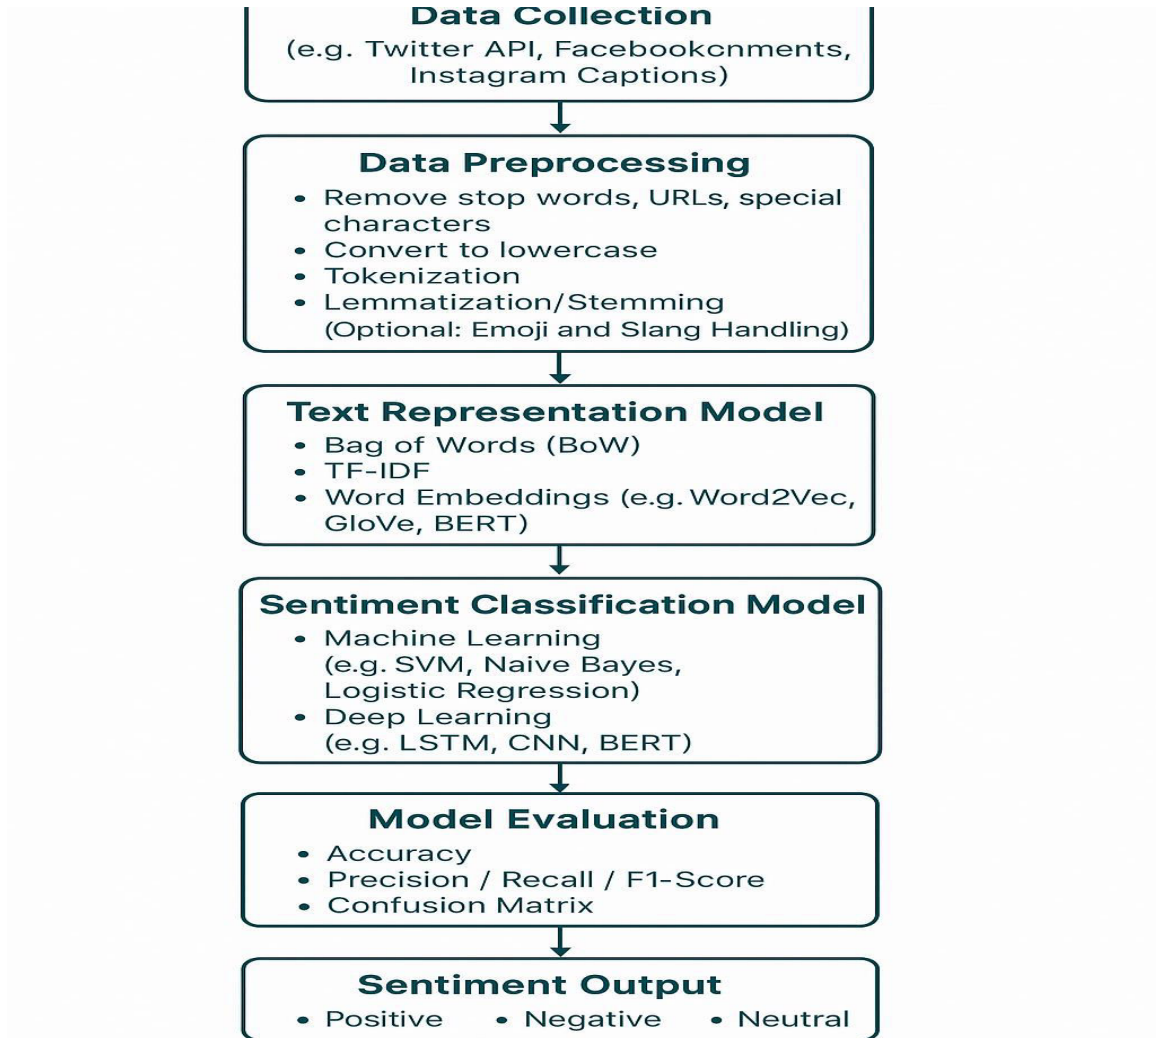 Data Collection
(e.g. Twitter API, Facebookcnments,
Instagram Captions)
Data Preprocessing
• Remove stop words, URLs, special
characters
• Convert to lowercase
• Tokenization
• Lemmatization/Stemming
(Optional: Emoji and Slang Handling)
Text Representation Model
• Bag of Words (BoW)
• TF-IDF
• Word Embeddings (e.g. Word2Vec,
GloVe, BERT)
Sentiment Classification Model
• Machine Learning
(e.g. SVM, Naive Bayes,
Logistic Regression)
• Deep Learning
(e.g. LSTM, CNN, BERT)
Model Evaluation
• Accuracy
• Precision / Recall / F1-Score
• Confusion Matrix
Sentiment Output
• Positive • Negative • Neutral